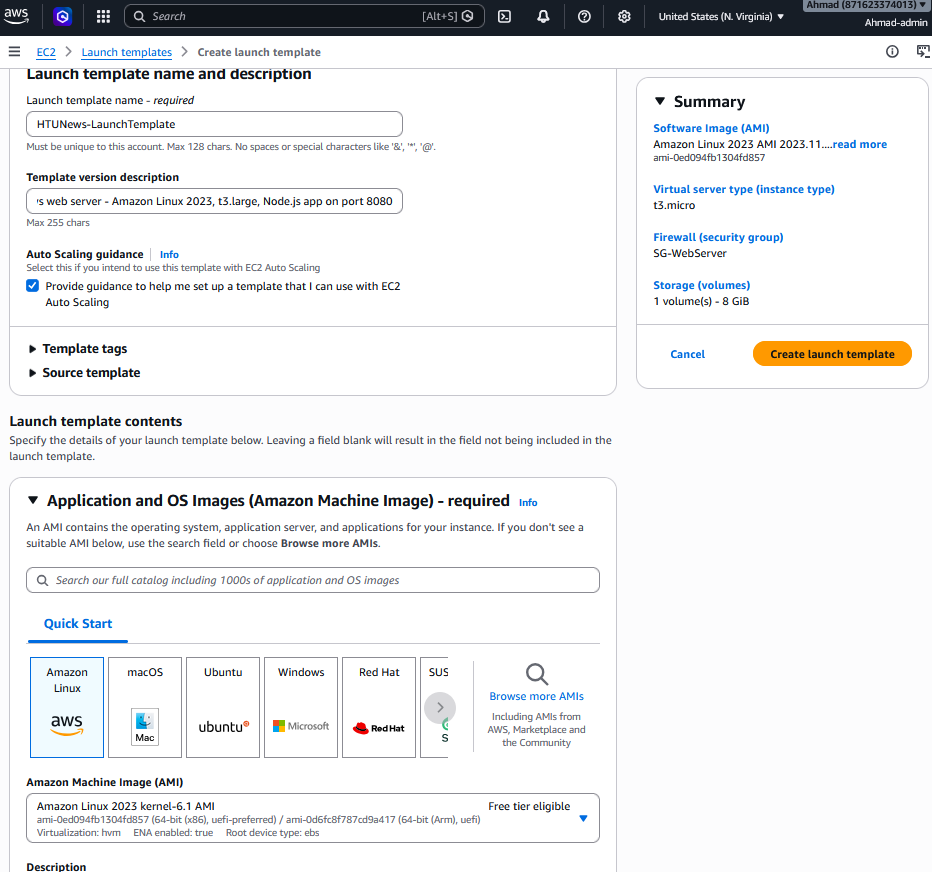 aws
Search
[Alt+S]
United States (N. Virginia)
Ahmad (871623374013)
Ahmad-admin
EC2 > Launch templates > Create launch template
Launch template name and description
Launch template name - required
HTUNews-LaunchTemplate
Must be unique to this account. Max 128 chars. No spaces or special characters like '&', '*', '@'.
Template version description
s web server - Amazon Linux 2023, t3.large, Node.js app on port 8080
Max 255 chars
Auto Scaling guidance | Info
Select this if you intend to use this template with EC2 Auto Scaling
Provide guidance to help me set up a template that I can use with EC2
Auto Scaling
Template tags
Source template
Summary
Software Image (AMI)
Amazon Linux 2023 AMI 2023.11....read more
ami-0ed094fb1304fd857
Virtual server type (instance type)
t3.micro
Firewall (security group)
SG-WebServer
Storage (volumes)
1 volume(s) - 8 GiB
Cancel
Create launch template
Launch template contents
Specify the details of your launch template below. Leaving a field blank will result in the field not being included in the
launch template.
Application and OS Images (Amazon Machine Image) - required Info
An AMI contains the operating system, application server, and applications for your instance. If you don't see a
suitable AMI below, use the search field or choose Browse more AMIs.
Search our full catalog including 1000s of application and OS images
Quick Start
Amazon
Linux
aws
macOS
Mac
Ubuntu
ubuntu
Windows
Microsoft
Red Hat
Red Hat
SUS
S
Browse more AMIs
Including AMIs from
AWS, Marketplace and
the Community
Amazon Machine Image (AMI)
Amazon Linux 2023 kernel-6.1 AMI
Free tier eligible
ami-0ed094fb1304fd857 (64-bit (x86), uefi-preferred) / ami-0d6fc8f787cd9a417 (64-bit (Arm), uefi)
Virtualization: hvm ENA enabled: true Root device type: ebs
Description